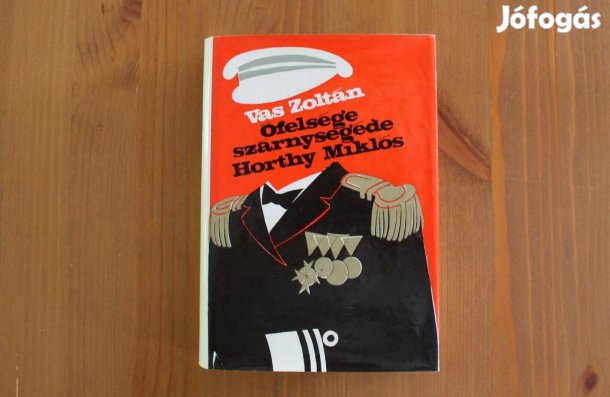 Jófogás
Vas Zoltán
Őfelsége
szárnysegéde
Horthy Miklós